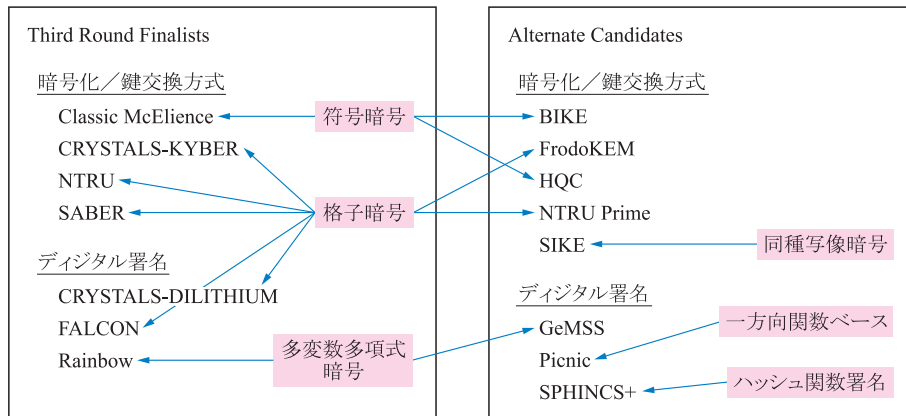 Third Round Finalists
暗号化／鍵交換方式
Classic McElience
CRYSTALS-KYBER
NTRU
SABER
ディジタル署名
CRYSTALS-DILITHIUM
FALCON
Rainbow
符号暗号
格子暗号
多変数多項式
暗号
Alternate Candidates
暗号化／鍵交換方式
BIKE
FrodoKEM
HQC
NTRU Prime
SIKE
同種写像暗号
ディジタル署名
GeMSS
一方向関数ベース
Picnic
SPHINCS+
ハッシュ関数署名